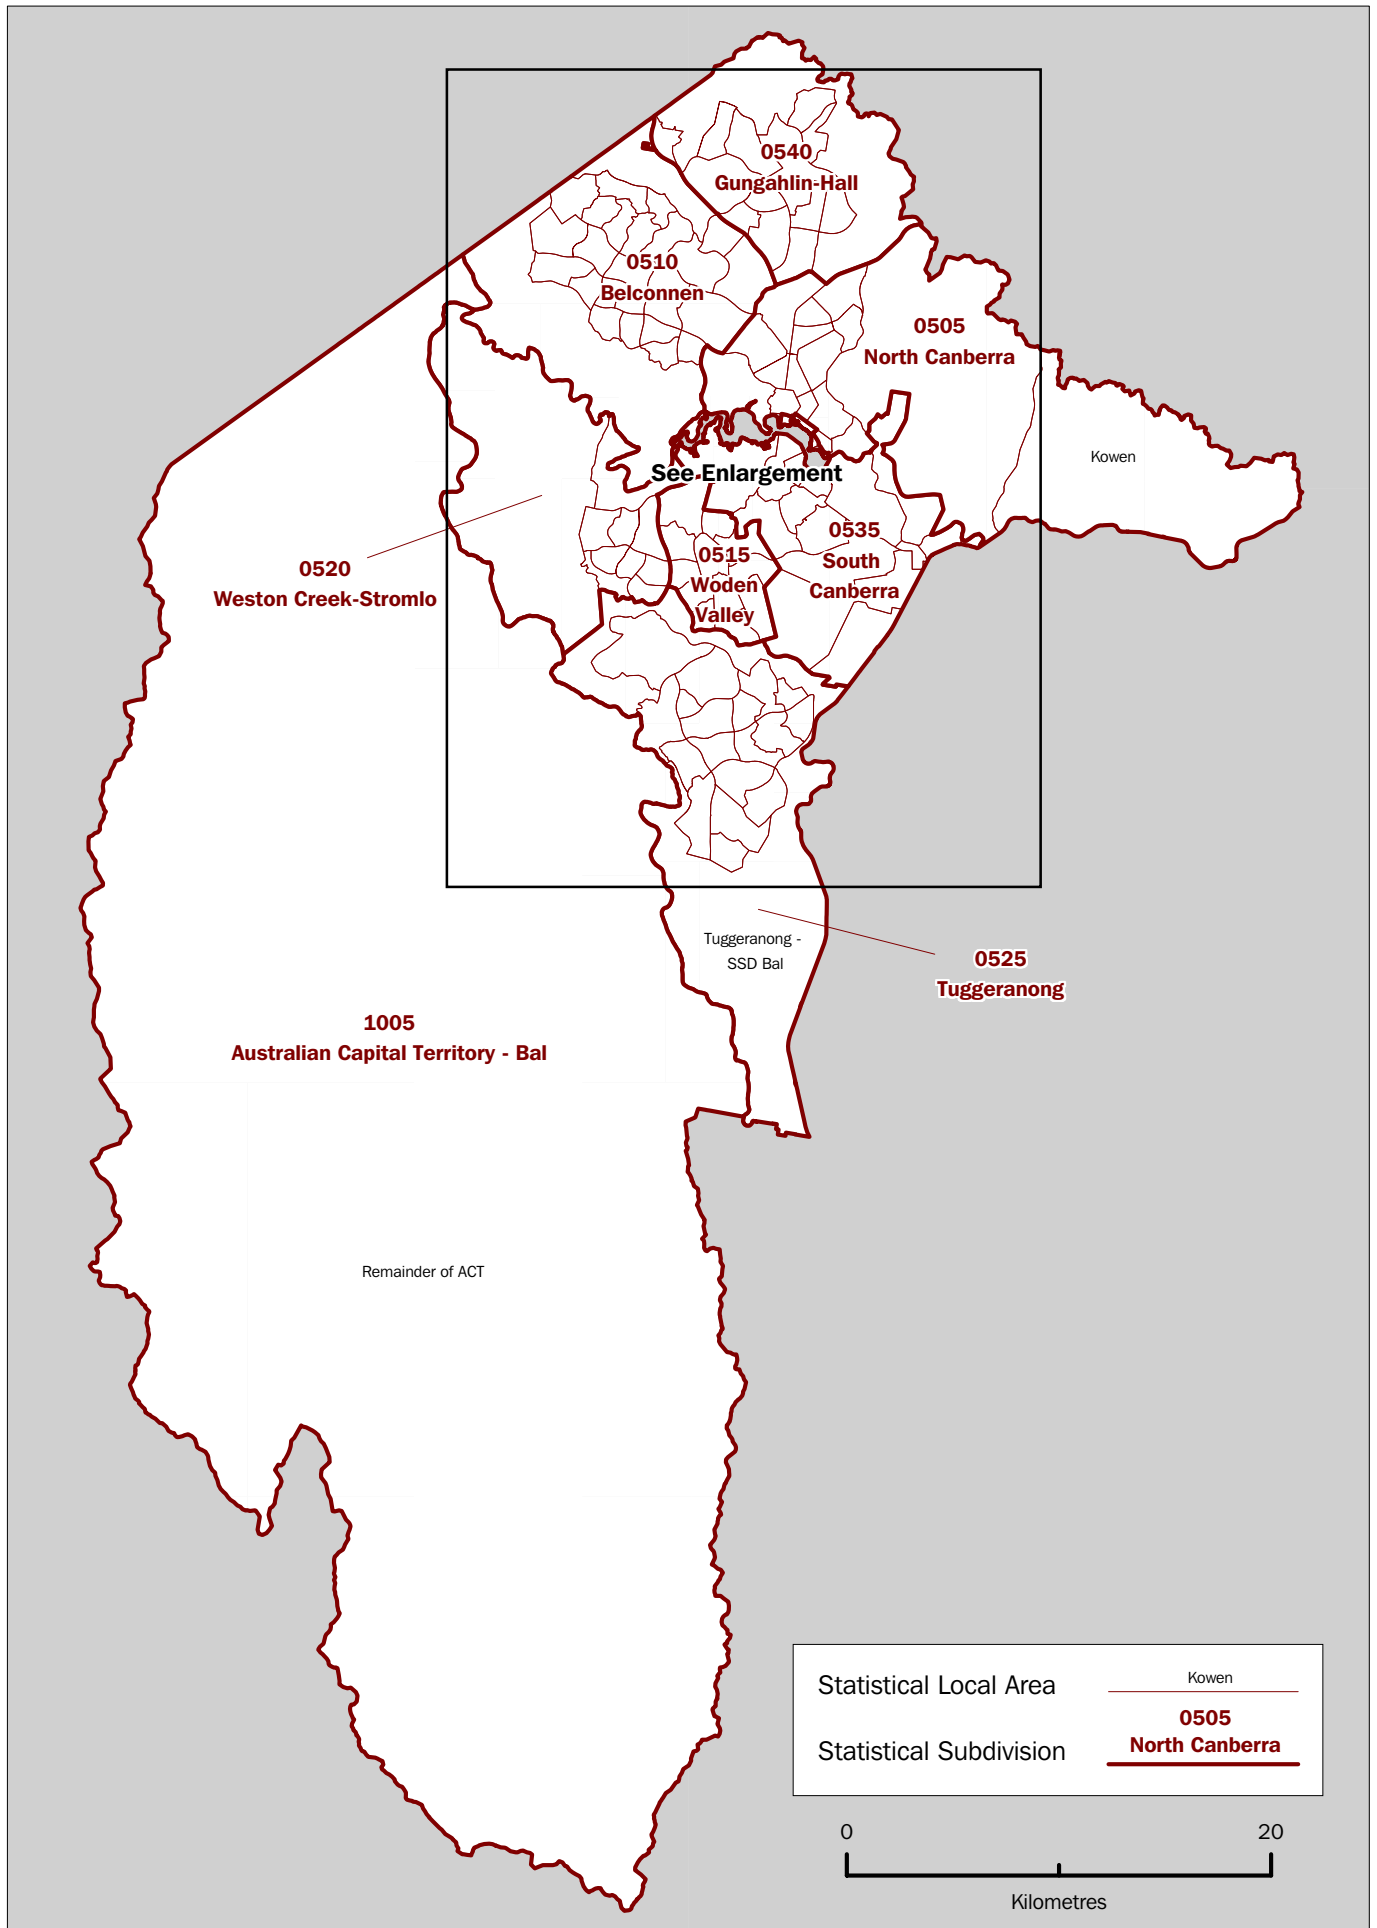 0540
Gungahlin-Hall
0510
Belconnen
0505
North Canberra
Kowen
See Enlargement
0535
South
Canberra
0515
Woden
Valley
0520
Weston Creek-Stromlo
Tuggeranong -
SSD Bal
0525
Tuggeranong
1005
Australian Capital Territory - Bal
Remainder of ACT
Statistical Local Area
Kowen
Statistical Subdivision
0505
North Canberra
0
20
Kilometres